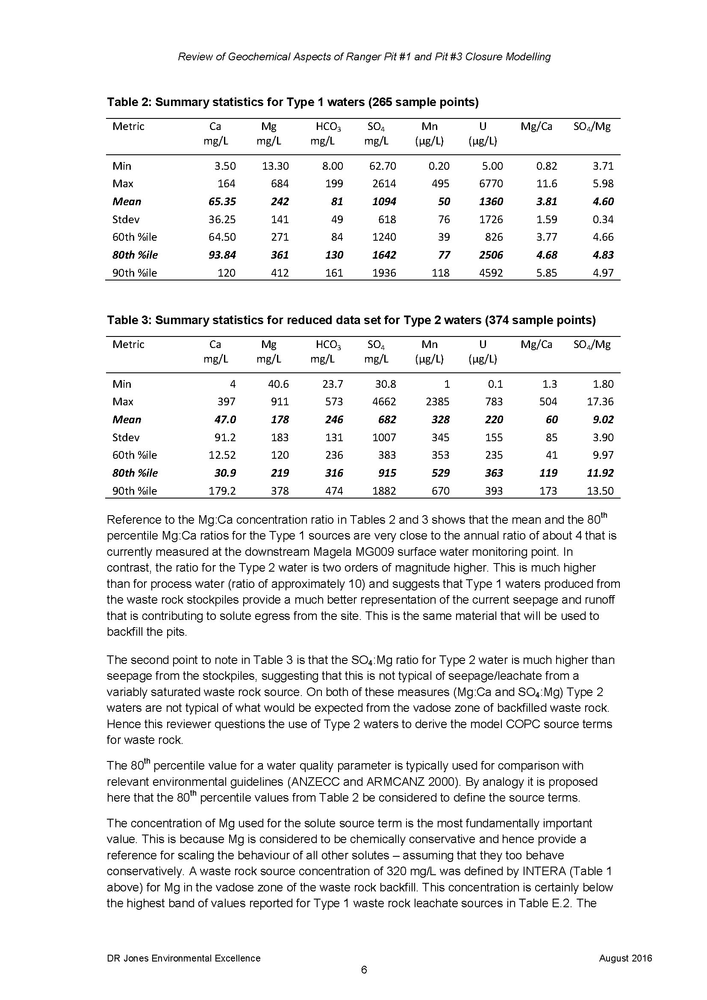 Review of Geochemical Aspects of Ranger Pit #1 and Pit #3 Closure Modelling
Table 2: Summary statistics for Type 1 waters (265 sample points)
Metric Ca Mg HCO₃ SO₄ Mn U Mg/Ca SO₄/Mg
mg/L mg/L mg/L mg/L (µg/L) (µg/L)
Min 3.50 13.30 8.00 62.70 0.20 5.00 0.82 3.71
Max 164 684 199 2614 495 6770 11.6 5.98
Mean 65.35 242 81 1094 50 1360 3.81 4.60
Stdev 36.25 141 49 618 76 1726 1.59 0.34
60th %ile 64.50 271 84 1240 39 826 3.77 4.66
80th %ile 93.84 361 130 1642 77 2506 4.68 4.83
90th %ile 120 412 161 1936 118 4592 5.85 4.97
Table 3: Summary statistics for reduced data set for Type 2 waters (374 sample points)
Metric Ca Mg HCO₃ SO₄ Mn U Mg/Ca SO₄/Mg
mg/L mg/L mg/L mg/L (µg/L) (µg/L)
Min 4 40.6 23.7 30.8 1 0.1 1.3 1.80
Max 397 911 573 4662 2385 783 504 17.36
Mean 47.0 178 246 682 328 220 60 9.02
Stdev 91.2 183 131 1007 345 155 85 3.90
60th %ile 12.52 120 236 383 353 235 41 9.97
80th %ile 30.9 219 316 915 529 363 119 11.92
90th %ile 179.2 378 474 1882 670 393 173 13.50
Reference to the Mg:Ca concentration ratio in Tables 2 and 3 shows that the mean and the 80th
percentile Mg:Ca ratios for the Type 1 sources are very close to the annual ratio of about 4 that is
currently measured at the downstream Magela MG009 surface water monitoring point. In
contrast, the ratio for the Type 2 water is two orders of magnitude higher. This is much higher
than for process water (ratio of approximately 10) and suggests that Type 1 waters produced from
the waste rock stockpiles provide a much better representation of the current seepage and runoff
that is contributing to solute egress from the site. This is the same material that will be used to
backfill the pits.
The second point to note in Table 3 is that the SO₄:Mg ratio for Type 2 water is much higher than
seepage from the stockpiles, suggesting that this is not typical of seepage/leachate from a
variably saturated waste rock source. On both of these measures (Mg:Ca and SO₄:Mg) Type 2
waters are not typical of what would be expected from the vadose zone of backfilled waste rock.
Hence this reviewer questions the use of Type 2 waters to derive the model COPC source terms
for waste rock.
The 80th percentile value for a water quality parameter is typically used for comparison with
relevant environmental guidelines (ANZECC and ARMCANZ 2000). By analogy it is proposed
here that the 80th percentile values from Table 2 be considered to define the source terms.
The concentration of Mg used for the solute source term is the most fundamentally important
value. This is because Mg is considered to be chemically conservative and hence provide a
reference for scaling the behaviour of all other solutes – assuming that they too behave
conservatively. A waste rock source concentration of 320 mg/L was defined by INTERA (Table 1
above) for Mg in the vadose zone of the waste rock backfill. This concentration is certainly below
the highest band of values reported for Type 1 waste rock leachate sources in Table E.2. The
DR Jones Environmental Excellence August 2016
6